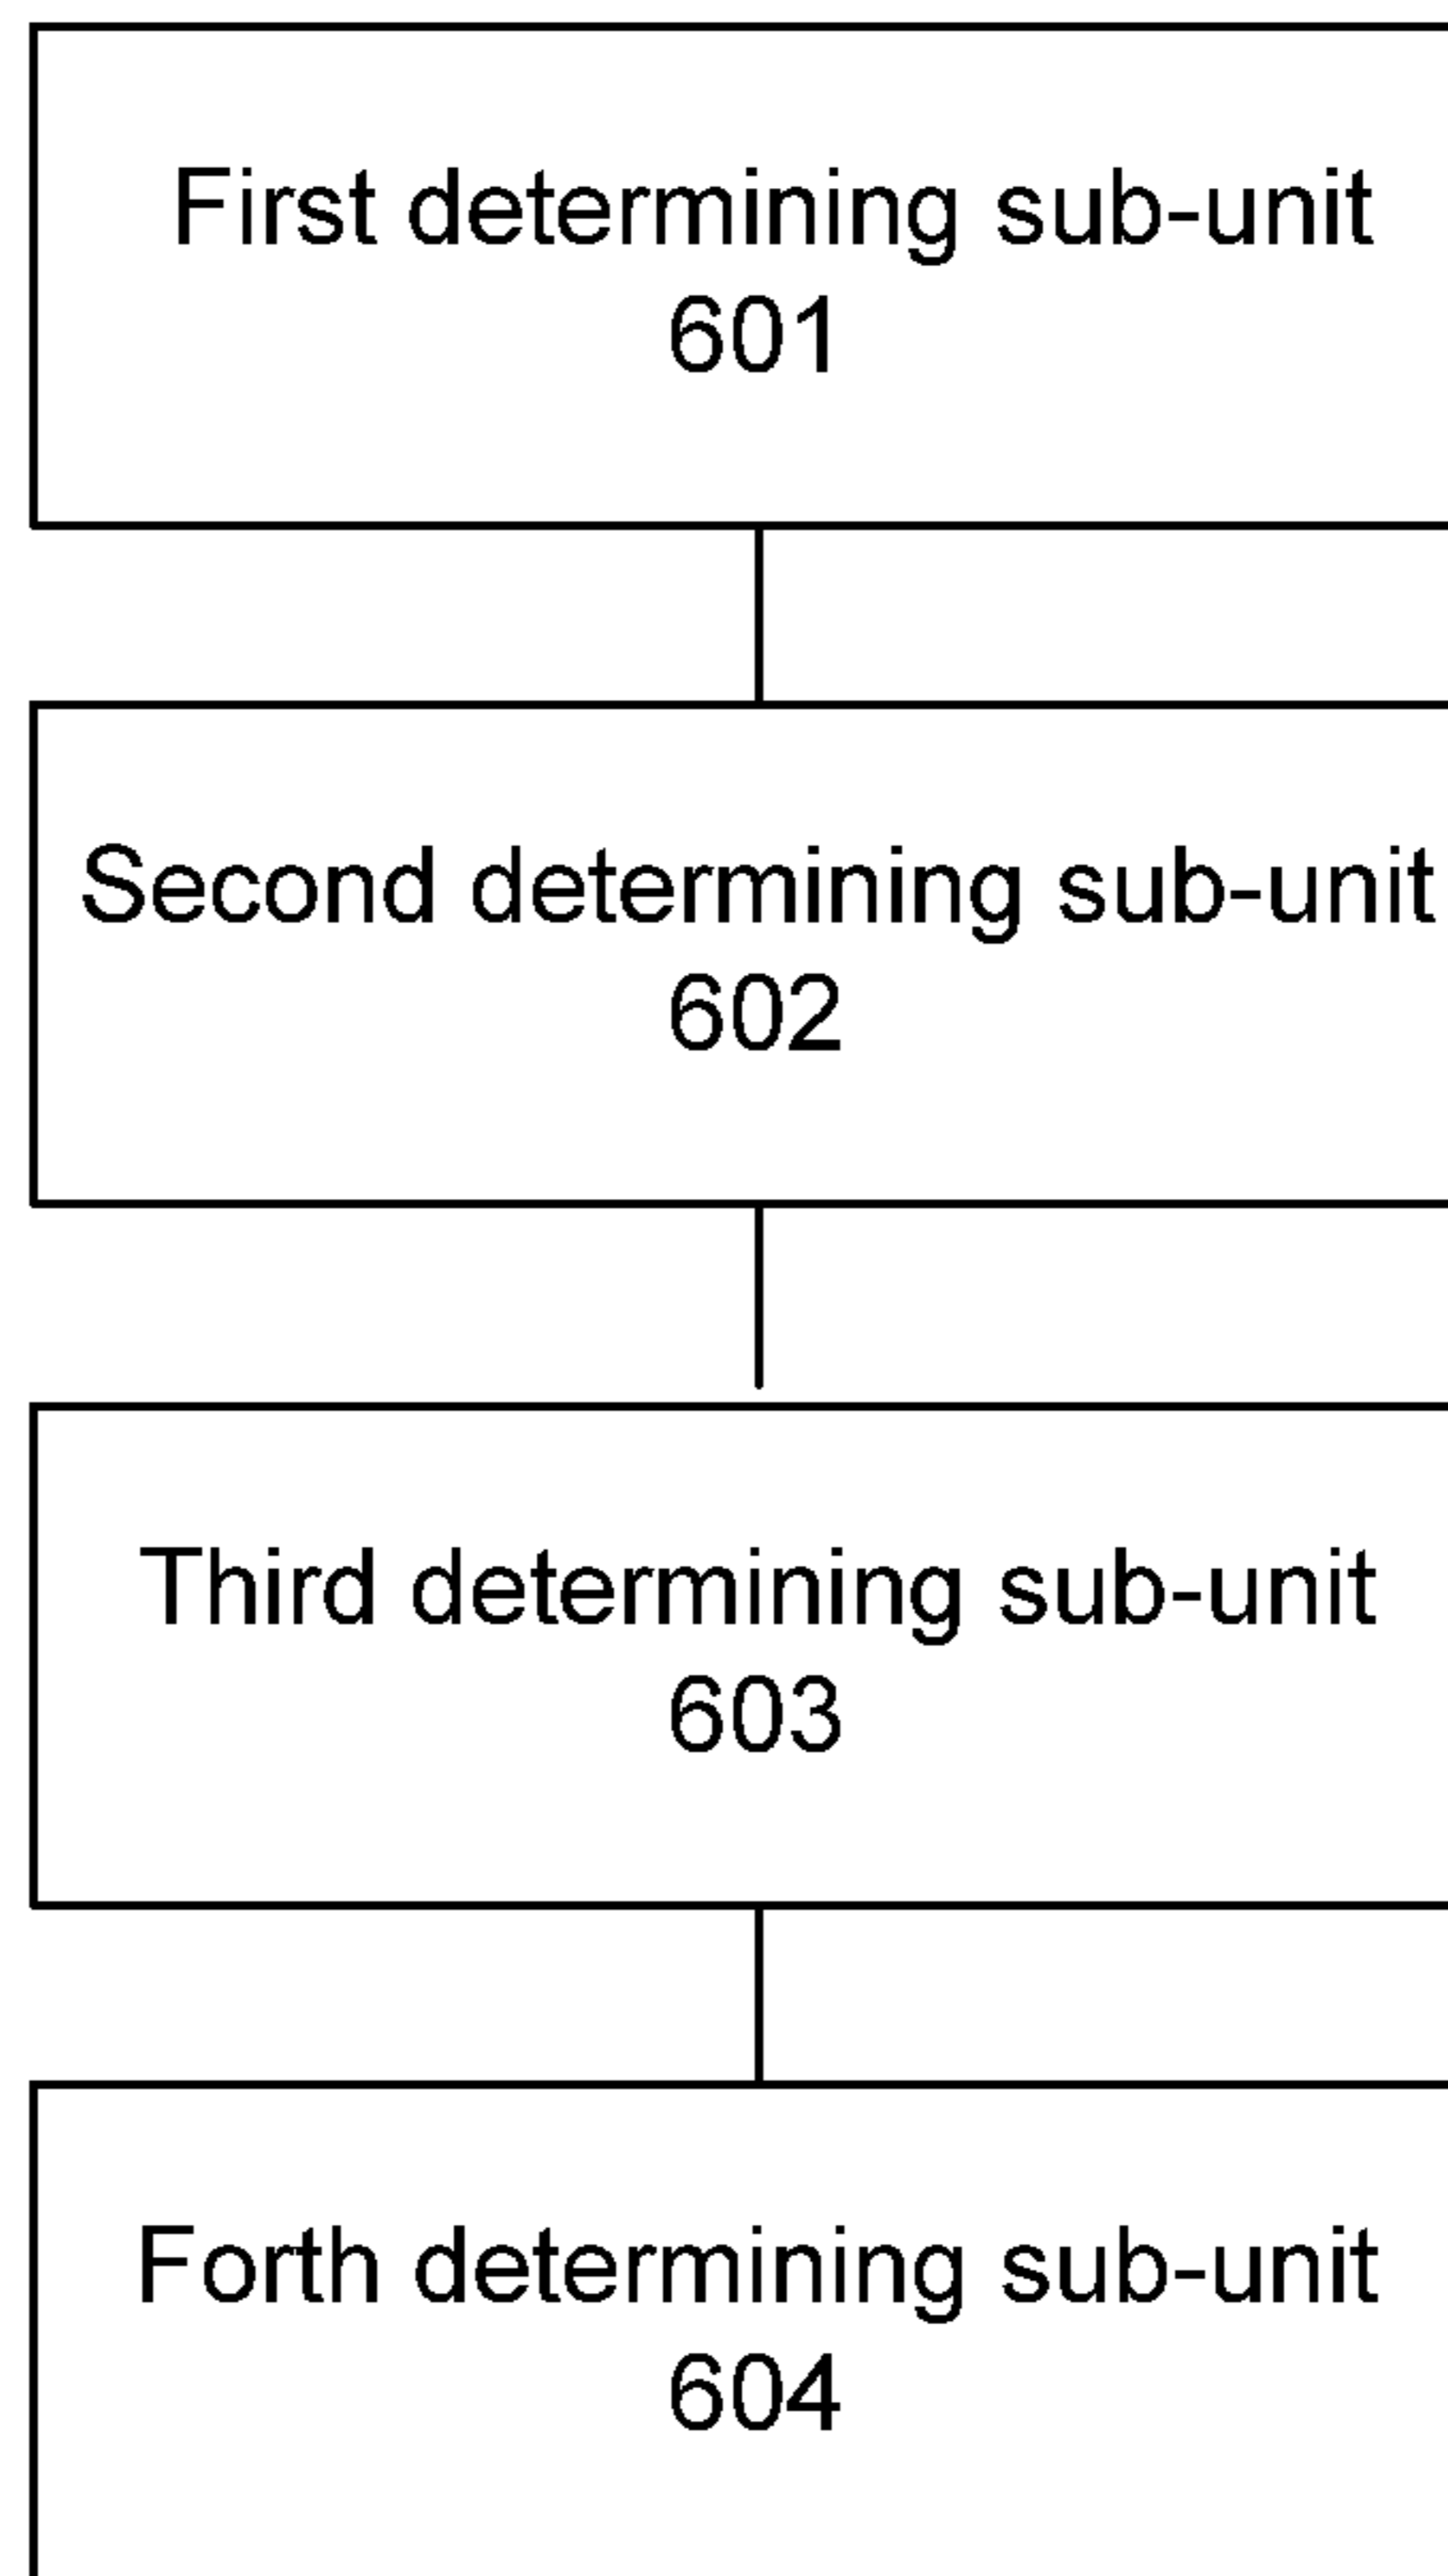 First determining sub-unit
601
Second determining sub-unit
602
Third determining sub-unit
603
Forth determining sub-unit
604